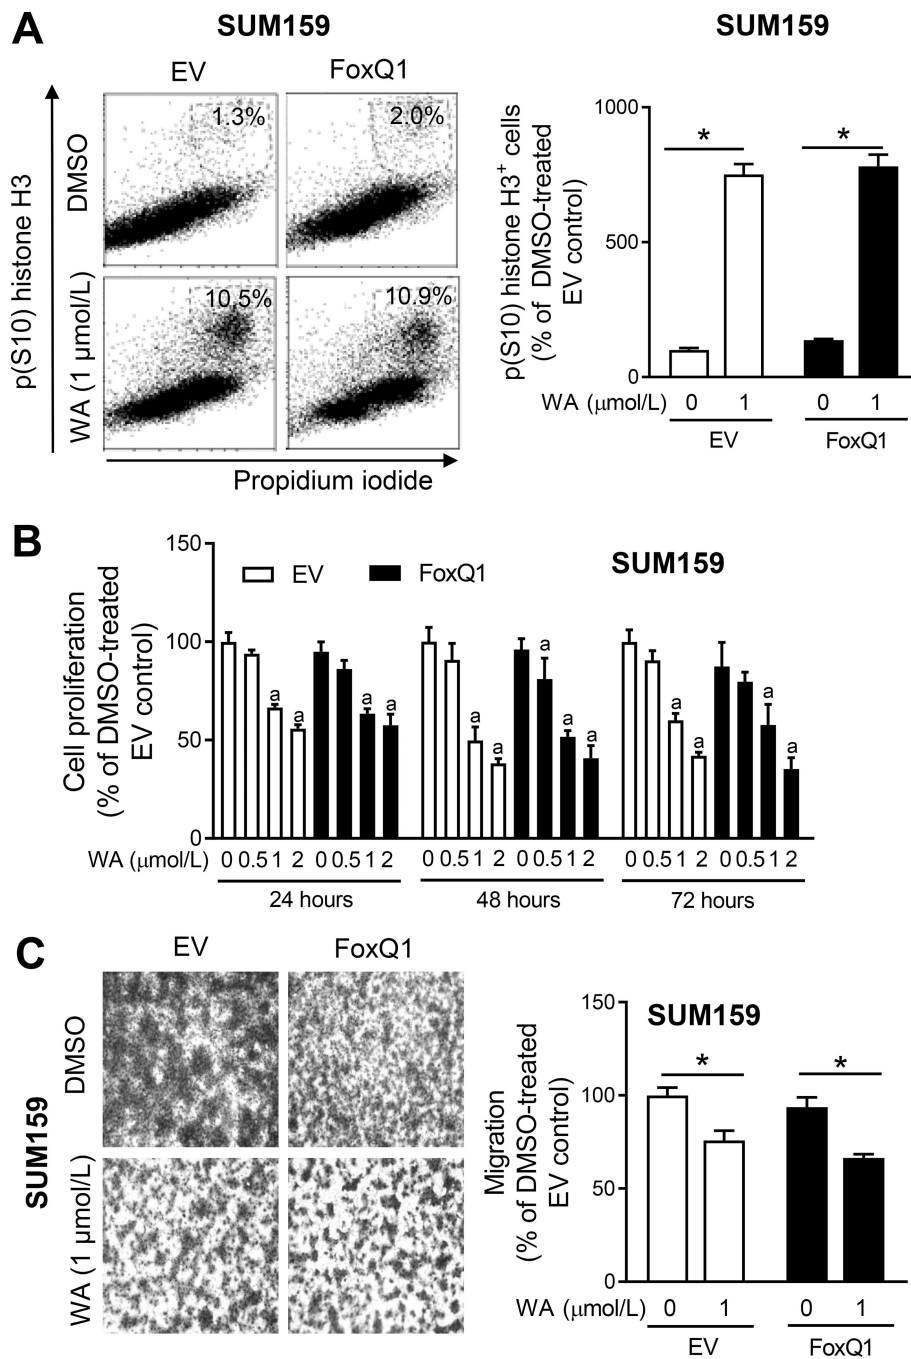 A
SUM159
SUM159
EV
FoxQ1
DMSO
1.3%
2.0%
WA (1 μmol/L)
10.5%
10.9%
p(S10) histone H3
Propidium iodide
p(S10) histone H3+ cells
(% of DMSO-treated
EV control)
1000
500
0
WA (μmol/L)
0 1 0 1
EV FoxQ1
B
SUM159
EV FoxQ1
Cell proliferation
(% of DMSO-treated
EV control)
150
100
50
0
a a a a
a a a a a
a a a a
WA (μmol/L) 0 0.5 1 2 0 0.5 1 2 0 0.5 1 2 0 0.5 1 2 0 0.5 1 2 0 0.5 1 2
24 hours 48 hours 72 hours
C
EV
FoxQ1
SUM159
DMSO
WA (1 μmol/L)
SUM159
Migration
(% of DMSO-treated
EV control)
150
100
50
0
* *
WA (μmol/L) 0 1 0 1
EV FoxQ1